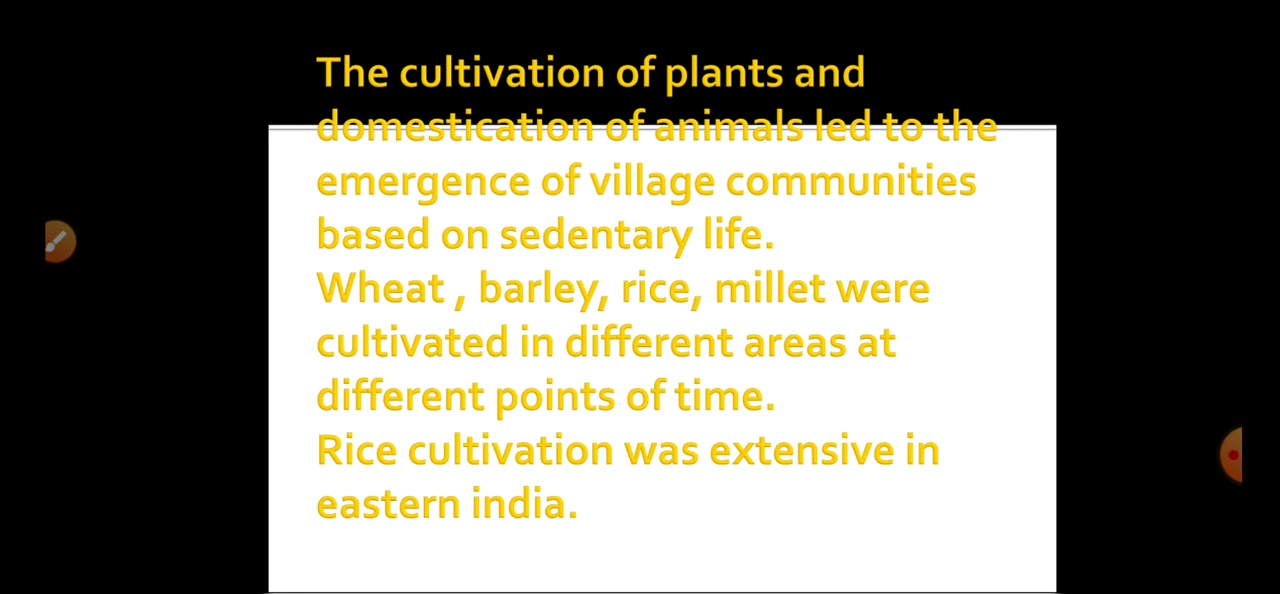 The cultivation of plants and
domestication of animals led to the
emergence of village communities
based on sedentary life.
Wheat , barley, rice, millet were
cultivated in different areas at
different points of time.
Rice cultivation was extensive in
eastern india.